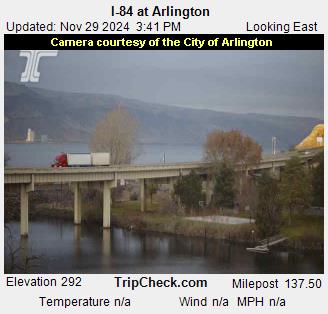 I-84 at Arlington
Updated: Nov 29 2024 3:41 PM Looking East
Camera courtesy of the City of Arlington
Elevation 292 TripCheck.com Milepost 137.50
Temperature n/a Wind n/a MPH n/a